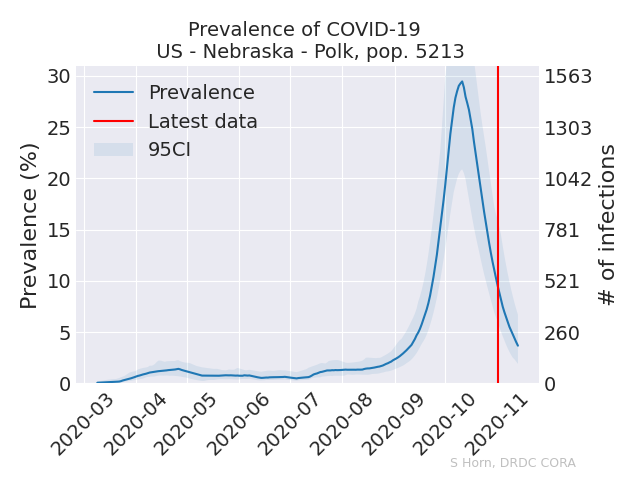 Prevalence of COVID-19
US - Nebraska - Polk, pop. 5213
Prevalence
Latest data
95CI
Prevalence (%)
30
25
20
15
10
5
0
1563
1303
1042
781
521
260
0
# of infections
2020-03
2020-04
2020-05
2020-06
2020-07
2020-08
2020-09
2020-10
2020-11
S Horn, DRDC CORA